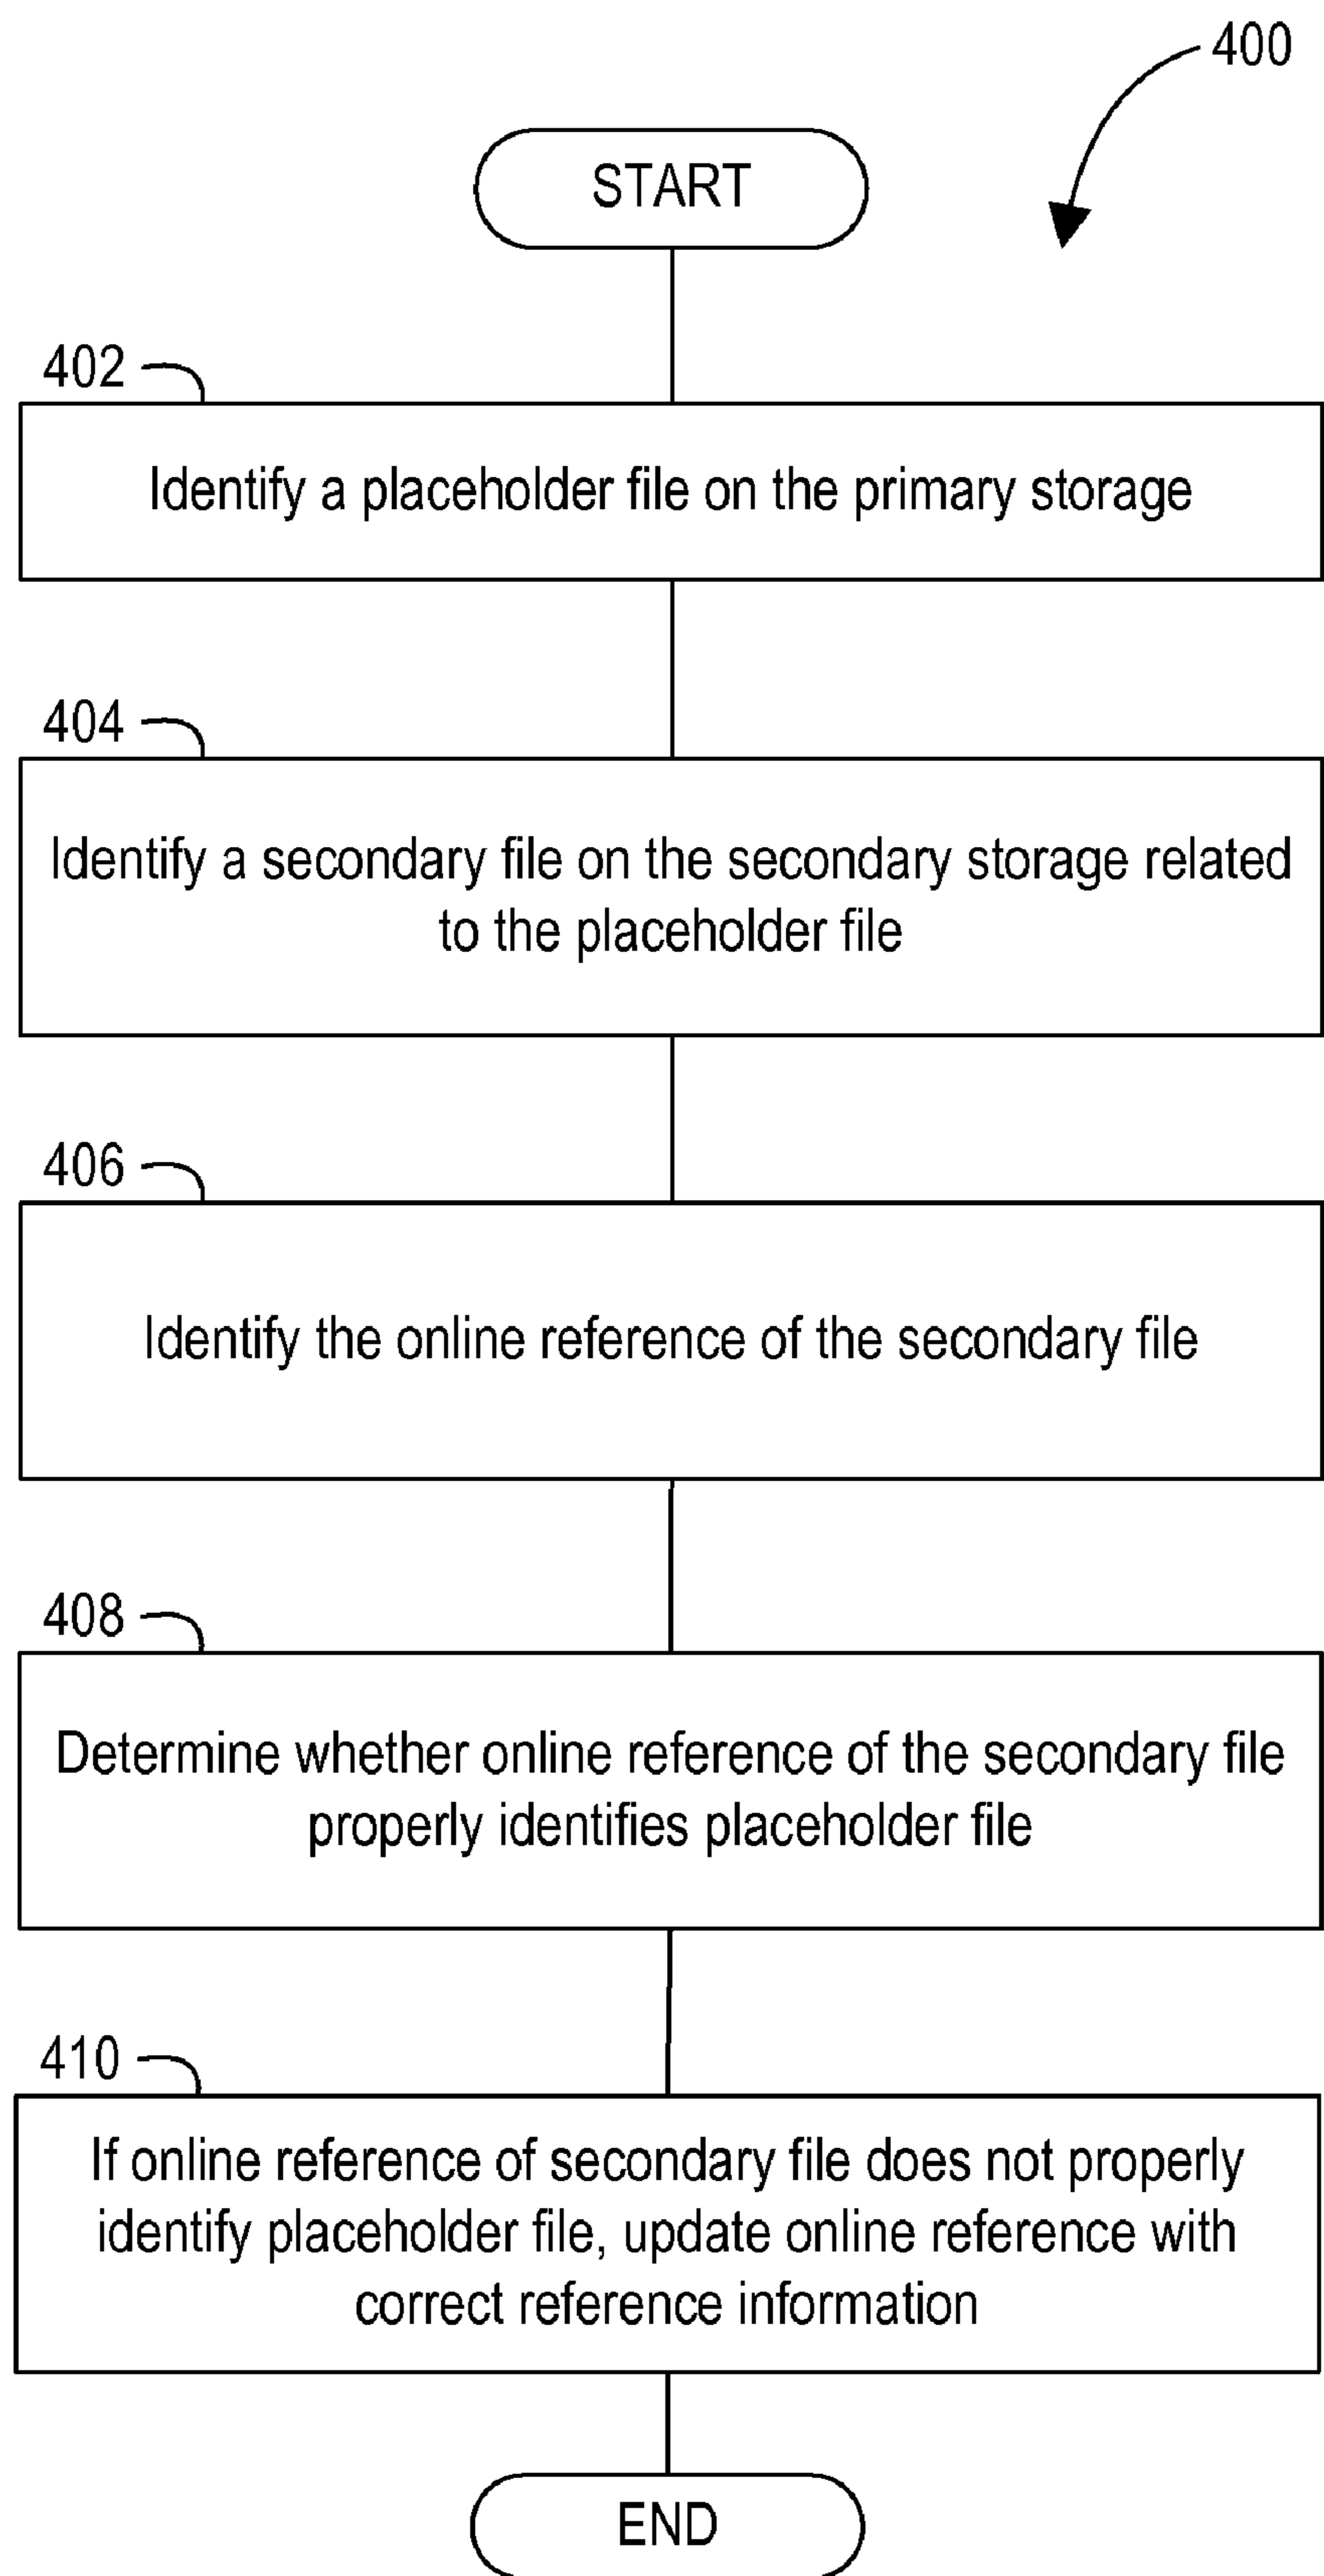 400
START
402
Identify a placeholder file on the primary storage
404
Identify a secondary file on the secondary storage related
to the placeholder file
406
Identify the online reference of the secondary file
408
Determine whether online reference of the secondary file
properly identifies placeholder file
410
If online reference of secondary file does not properly
identify placeholder file, update online reference with
correct reference information
END